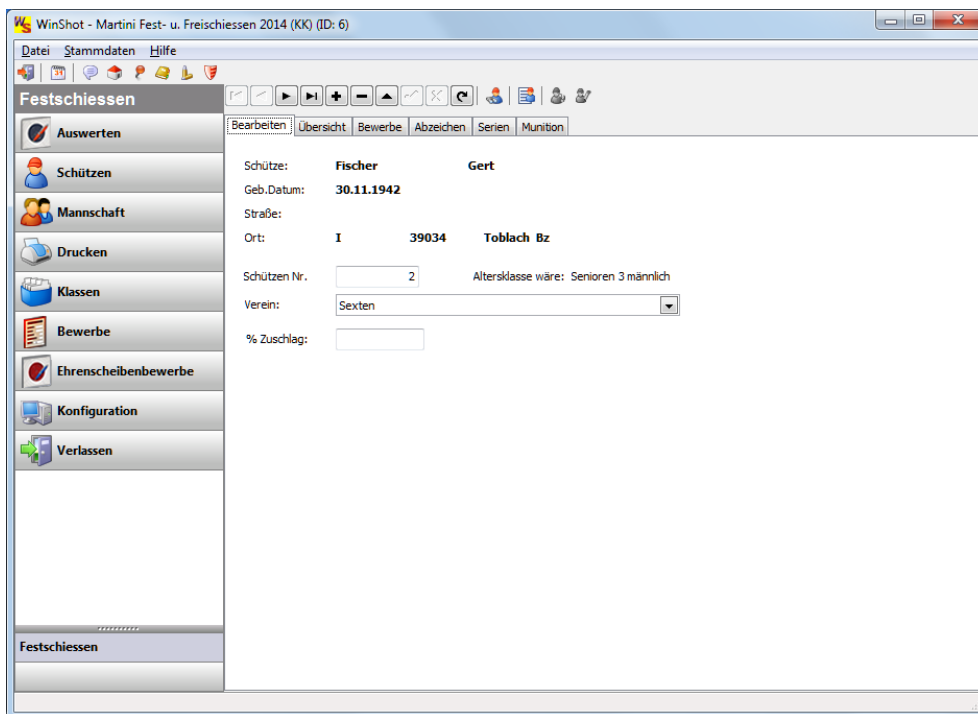 WinShot - Martini Fest- u. Freischiessen 2014 (KK) (ID: 6)
Datei Stammdaten Hilfe
Festschiessen
Auswerten
Schützen
Mannschaft
Drucken
Klassen
Bewerbe
Ehrenscheibenbewerbe
Konfiguration
Verlassen
Festschiessen
Bearbeiten Übersicht Bewerbe Abzeichen Serien Munition
Schütze: Fischer Gert
Geb.Datum: 30.11.1942
Straße:
Ort: I 39034 Toblach Bz
Schützen Nr. 2 Altersklasse wäre: Senioren 3 männlich
Verein: Sexten
% Zuschlag: